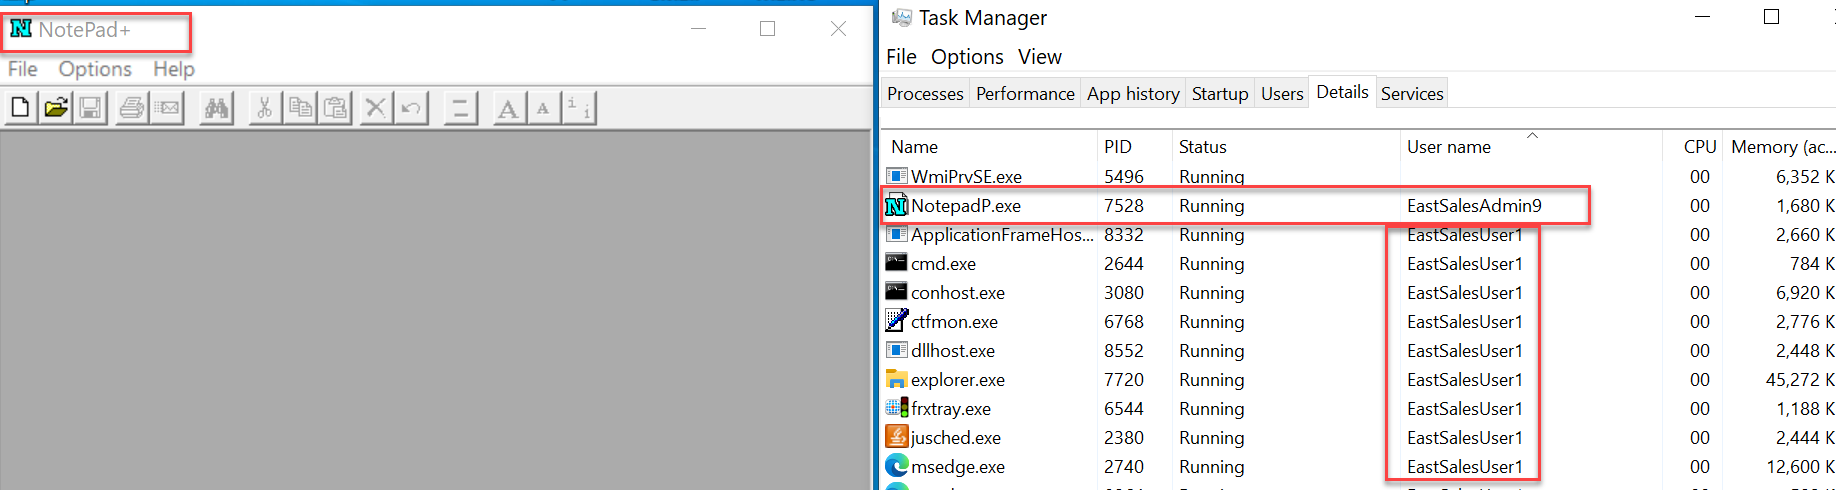 NotePad+
File Options Help
Task Manager
File Options View
Processes Performance App history Startup Users Details Services
Name PID Status User name CPU Memory (ac...
WmiPrvSE.exe 5496 Running 00 6,352 K
NotepadP.exe 7528 Running EastSalesAdmin9 00 1,680 K
ApplicationFrameHos... 8332 Running EastSalesUser1 00 2,660 K
cmd.exe 2644 Running EastSalesUser1 00 784 K
conhost.exe 3080 Running EastSalesUser1 00 6,920 K
ctfmon.exe 6768 Running EastSalesUser1 00 2,776 K
dllhost.exe 8552 Running EastSalesUser1 00 2,448 K
explorer.exe 7720 Running EastSalesUser1 00 45,272 K
frxtray.exe 6544 Running EastSalesUser1 00 1,188 K
jusched.exe 2380 Running EastSalesUser1 00 2,444 K
msedge.exe 2740 Running EastSalesUser1 00 12,600 K